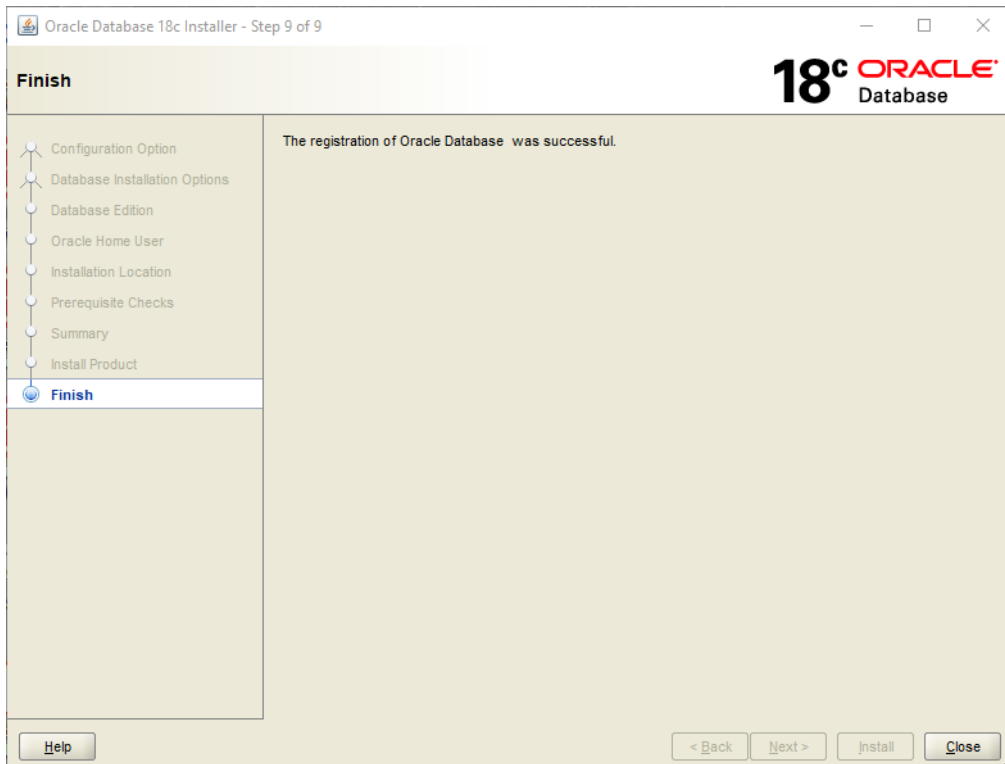 Oracle Database 18c Installer - Step 9 of 9
Finish
18c ORACLE
Database
Configuration Option
Database Installation Options
Database Edition
Oracle Home User
Installation Location
Prerequisite Checks
Summary
Install Product
Finish
The registration of Oracle Database  was successful.
Help
< Back
Next >
Install
Close